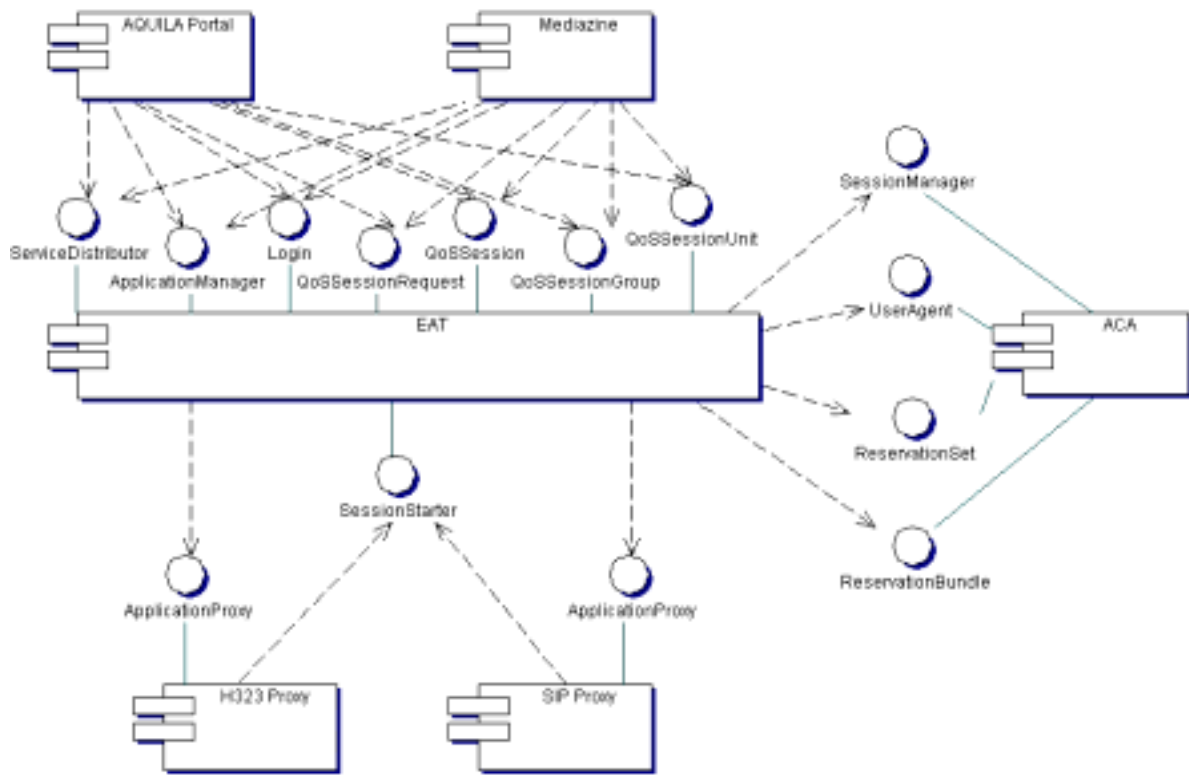 AQUILA Portal
Mediazine
SessionManager
ServiceDistributor
Login
QoSSession
QoSSessionUnit
ApplicationManager
QoSSessionRequest
QoSSessionGroup
UserAgent
EAT
ACA
ReservationSet
SessionStarter
ReservationBundle
ApplicationProxy
ApplicationProxy
H323 Proxy
SIP Proxy